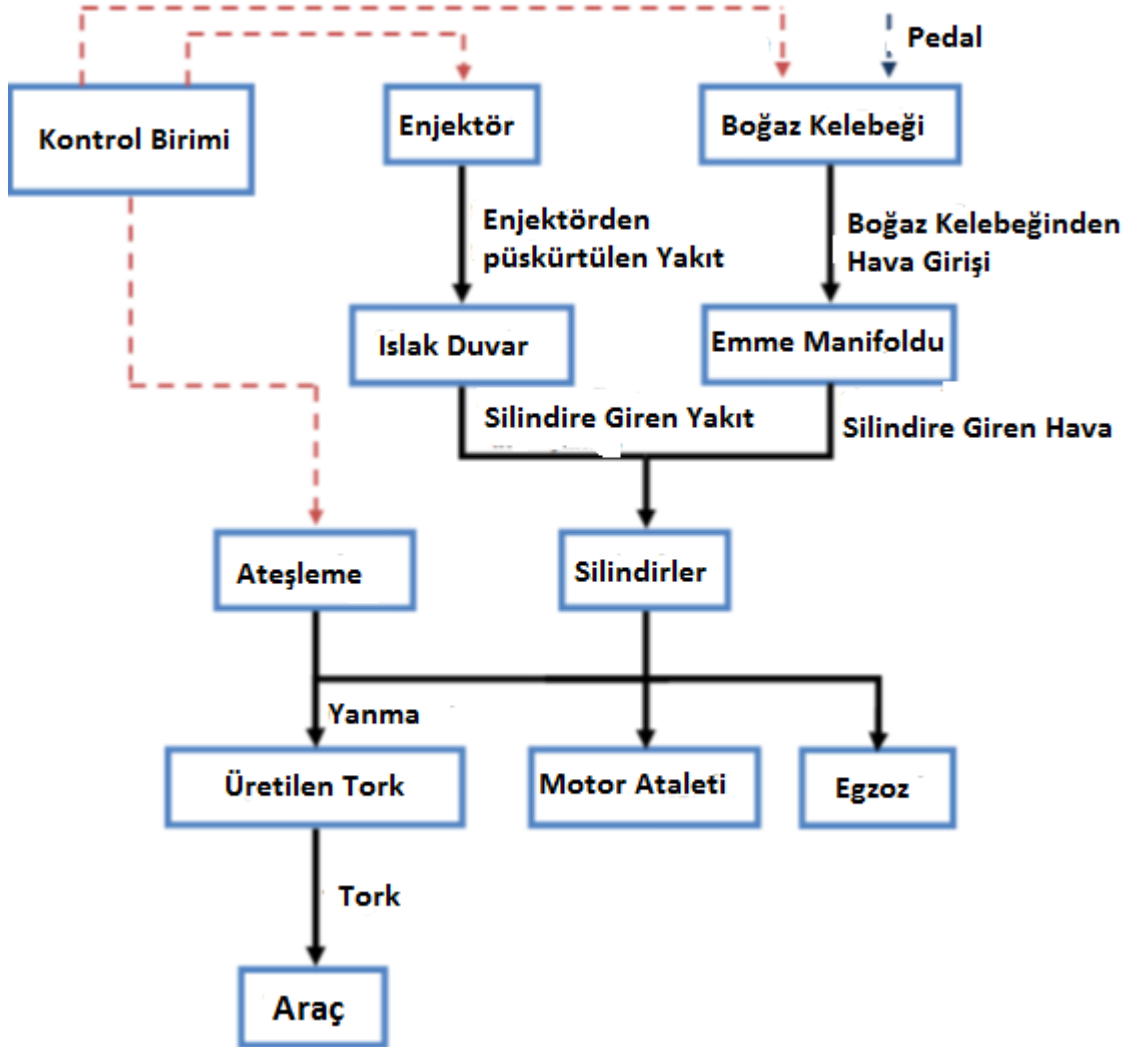 Pedal
Kontrol Birimi
Enjektör
Boğaz Kelebeği
Enjektörden
püskürtülen Yakıt
Boğaz Kelebeğinden
Hava Girişi
Islak Duvar
Emme Manifoldu
Silindire Giren Yakıt
Silindire Giren Hava
Ateşleme
Silindirler
Yanma
Üretilen Tork
Motor Ataleti
Egzoz
Tork
Araç